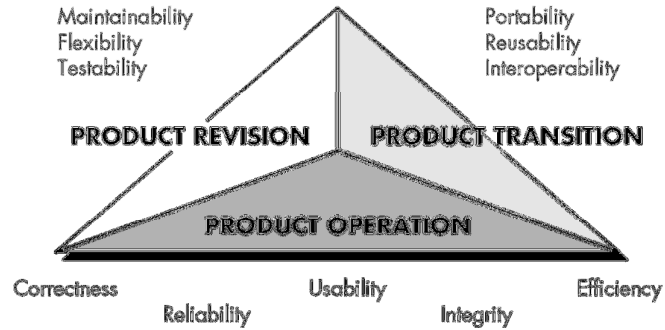 Maintainability
Flexibility
Testability
Portability
Reusability
Interoperability
PRODUCT REVISION
PRODUCT TRANSITION
PRODUCT OPERATION
Correctness
Usability
Efficiency
Reliability
Integrity